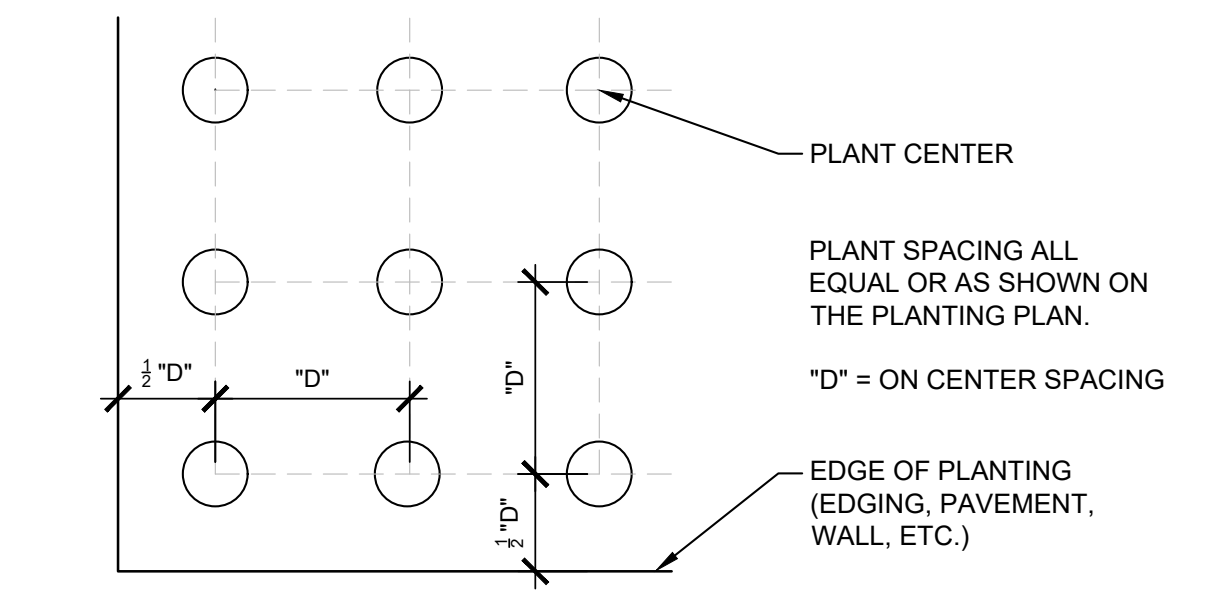 PLANT CENTER
PLANT SPACING ALL
EQUAL OR AS SHOWN ON
THE PLANTING PLAN.
"D" = ON CENTER SPACING
½ "D"
"D"
"D"
½ "D"
EDGE OF PLANTING
(EDGING, PAVEMENT,
WALL, ETC.)